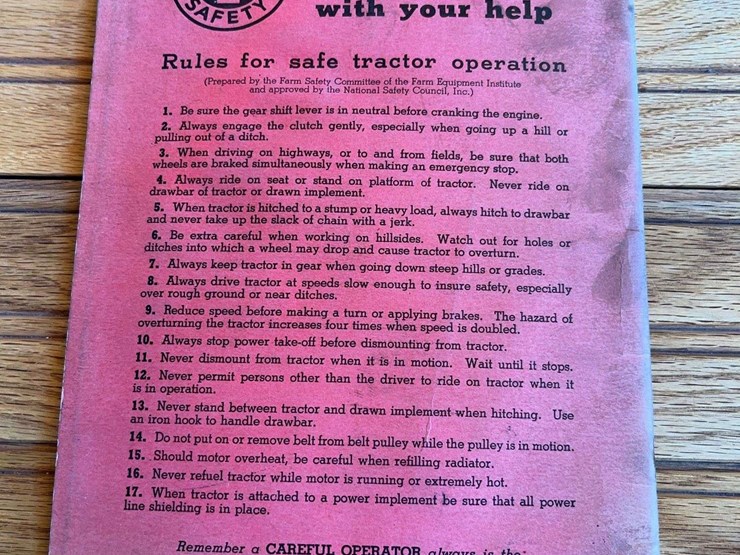 SAFETY
with your help
Rules for safe tractor operation
(Prepared by the Farm Safety Committee of the Farm Equipment Institute
and approved by the National Safety Council, Inc.)
1. Be sure the gear shift lever is in neutral before cranking the engine.
2. Always engage the clutch gently, especially when going up a hill or
pulling out of a ditch.
3. When driving on highways, or to and from fields, be sure that both
wheels are braked simultaneously when making an emergency stop.
4. Always ride on seat or stand on platform of tractor. Never ride on
drawbar of tractor or drawn implement.
5. When tractor is hitched to a stump or heavy load, always hitch to drawbar
and never take up the slack of chain with a jerk.
6. Be extra careful when working on hillsides. Watch out for holes or
ditches into which a wheel may drop and cause tractor to overturn.
7. Always keep tractor in gear when going down steep hills or grades.
8. Always drive tractor at speeds slow enough to insure safety, especially
over rough ground or near ditches.
9. Reduce speed before making a turn or applying brakes. The hazard of
overturning the tractor increases four times when speed is doubled.
10. Always stop power take-off before dismounting from tractor.
11. Never dismount from tractor when it is in motion. Wait until it stops.
12. Never permit persons other than the driver to ride on tractor when it
is in operation.
13. Never stand between tractor and drawn implement when hitching. Use
an iron hook to handle drawbar.
14. Do not put on or remove belt from belt pulley while the pulley is in motion.
15. Should motor overheat, be careful when refilling radiator.
16. Never refuel tractor while motor is running or extremely hot.
17. When tractor is attached to a power implement be sure that all power
line shielding is in place.
Remember a CAREFUL OPERATOR always is the